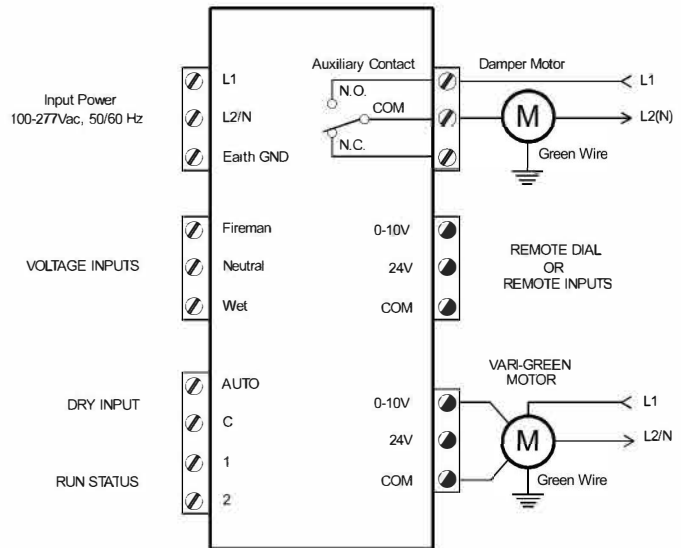 Input Power
100-277Vac, 50/60 Hz
L1
L2/N
Earth GND
Auxiliary Contact
N.O.
COM
N.C.
Damper Motor
L1
M
L2(N)
Green Wire
VOLTAGE INPUTS
Fireman
Neutral
Wet
0-10V
24V
COM
REMOTE DIAL
OR
REMOTE INPUTS
DRY INPUT
RUN STATUS
AUTO
C
1
2
0-10V
24V
COM
VARI-GREEN
MOTOR
L1
M
L2/N
Green Wire